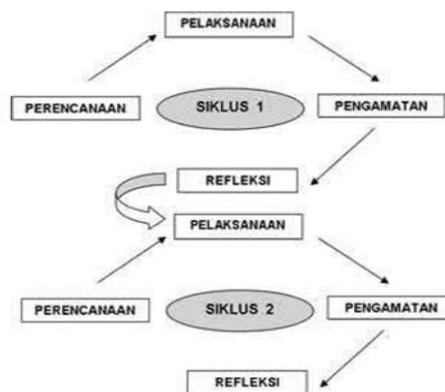 PELAKSANAAN
PERENCANAAN
SIKLUS 1
PENGAMATAN
REFLEKSI
PELAKSANAAN
PERENCANAAN
SIKLUS 2
PENGAMATAN
REFLEKSI